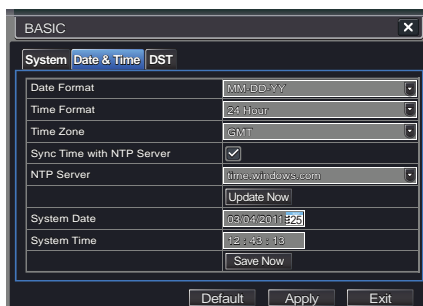 BASIC
System Date & Time DST
Date Format MM-DD-YY
Time Format 24 Hour
Time Zone GMT
Sync Time with NTP Server
NTP Server time.windows.com
Update Now
System Date 03/04/2011
System Time 12 : 43 : 13
Save Now
Default Apply Exit